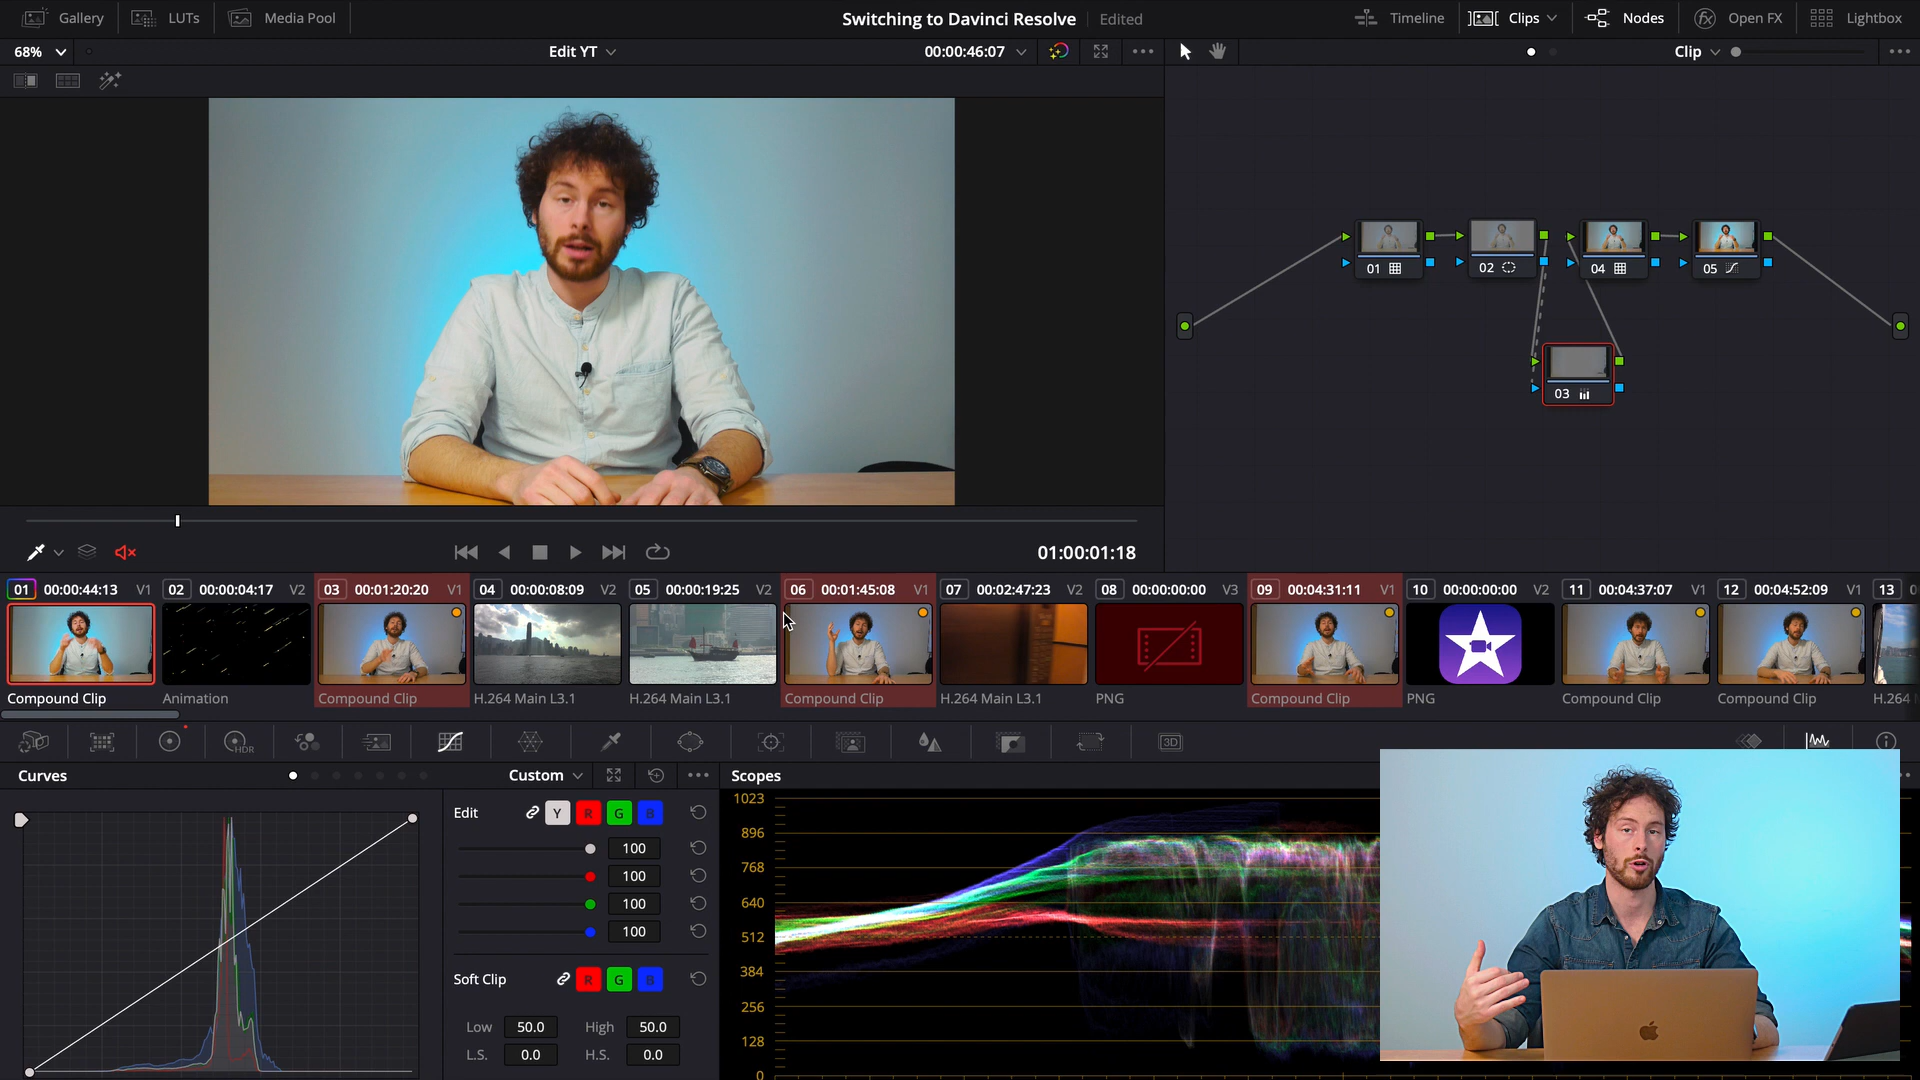 Gallery LUTs Media Pool Switching to Davinci Resolve Edited Timeline Clips Nodes Open FX Lightbox
68% Edit YT 00:00:46:07 Clip
01 02 04 05
03
01:00:01:18
01 00:00:44:13 V1 02 00:00:04:17 V2 03 00:01:20:20 V1 04 00:00:08:09 V2 05 00:00:19:25 V2 06 00:01:45:08 V1 07 00:02:47:23 V2 08 00:00:00:00 V3 09 00:04:31:11 V1 10 00:00:00:00 V2 11 00:04:37:07 V1 12 00:04:52:09 V1 13
Compound Clip Animation Compound Clip H.264 Main L3.1 H.264 Main L3.1 Compound Clip H.264 Main L3.1 PNG Compound Clip PNG Compound Clip Compound Clip H.264
HDR 3D
Curves Custom Scopes
Edit Y R G B
100
100
100
100
Soft Clip R G B
Low 50.0 High 50.0
L.S. 0.0 H.S. 0.0
1023
896
768
640
512
384
256
128
0